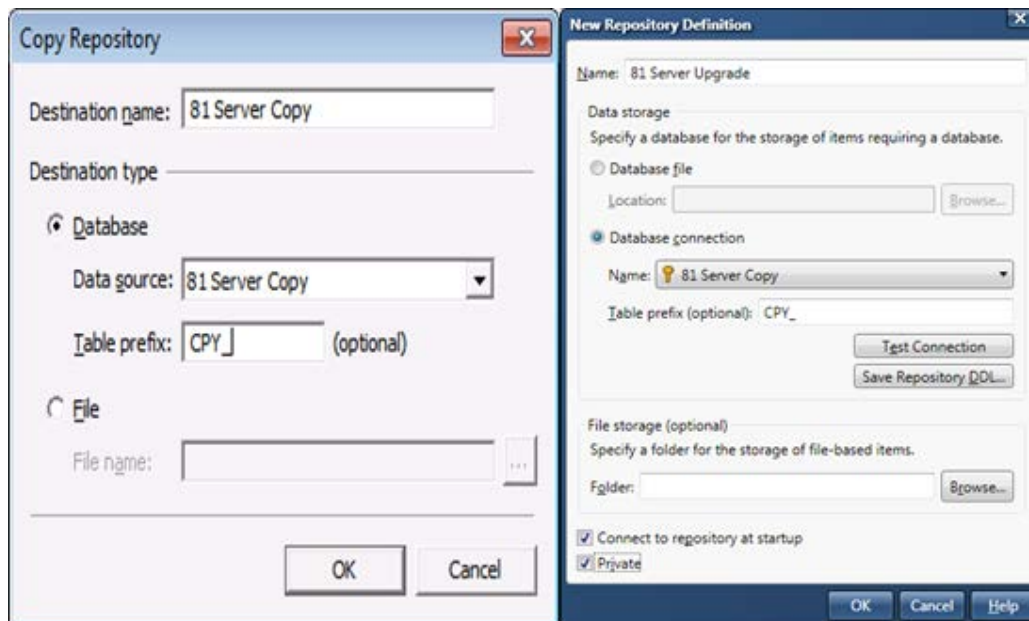 Copy Repository
Destination name: 81 Server Copy
Destination type
Database
Data source: 81 Server Copy
Table prefix: CPY_ (optional)
File
File name:
...
OK Cancel
New Repository Definition
Name: 81 Server Upgrade
Data storage
Specify a database for the storage of items requiring a database.
Database file
Location: Browse...
Database connection
Name: 81 Server Copy
Table prefix (optional): CPY_
Test Connection
Save Repository DDL...
File storage (optional)
Specify a folder for the storage of file-based items.
Folder: Browse...
Connect to repository at startup
Private
OK Cancel Help